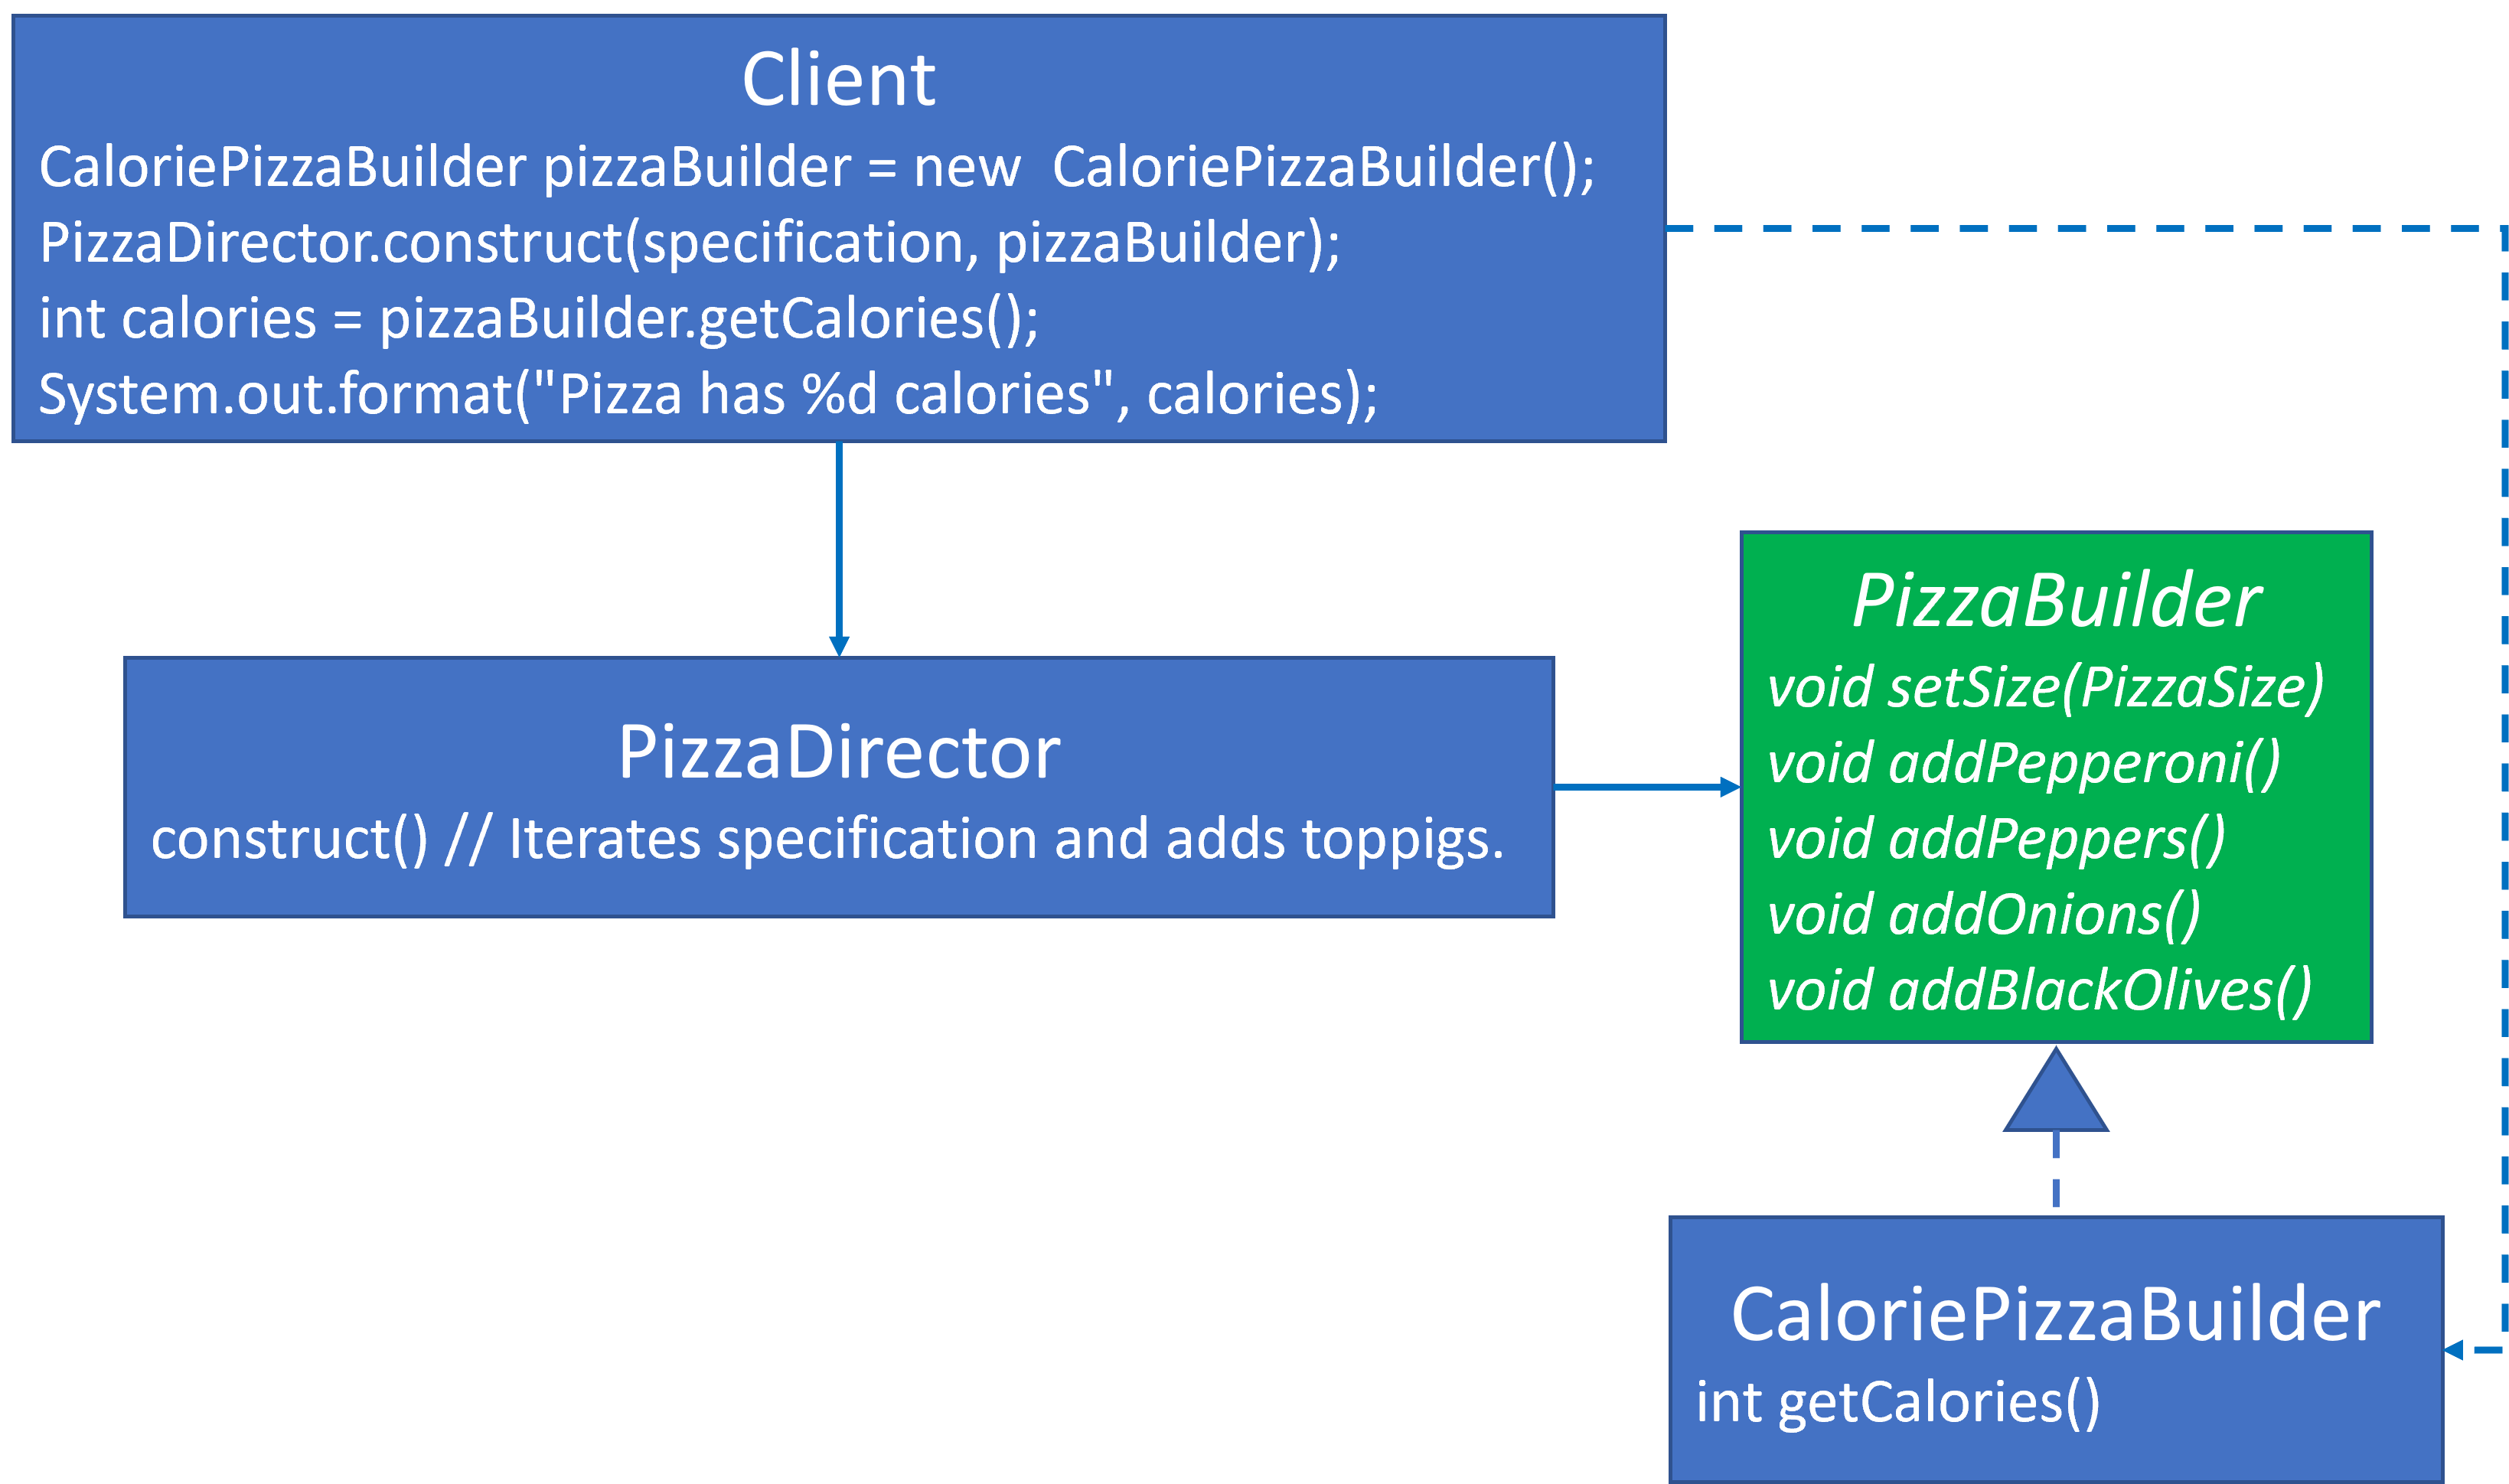 Client
CaloriePizzaBuilder pizzaBuilder = new  CaloriePizzaBuilder();
PizzaDirector.construct(specification, pizzaBuilder);
int calories = pizzaBuilder.getCalories();
System.out.format("Pizza has %d calories", calories);
PizzaDirector
construct() // Iterates specification and adds toppigs.
PizzaBuilder
void setSize(PizzaSize)
void addPepperoni()
void addPeppers()
void addOnions()
void addBlackOlives()
CaloriePizzaBuilder
int getCalories()